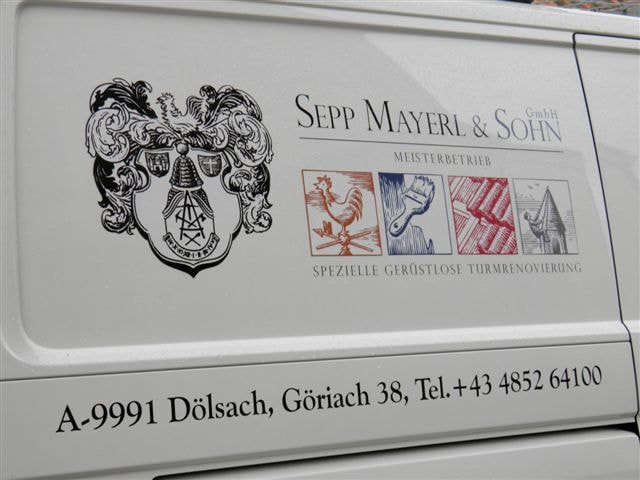 SEPP MAYERL & SOHN GmbH
MEISTERBETRIEB
SPEZIELLE GERÜSTLOSE TURMRENOVIERUNG
A-9991 Dölsach, Göriach 38, Tel.+43 4852 64100